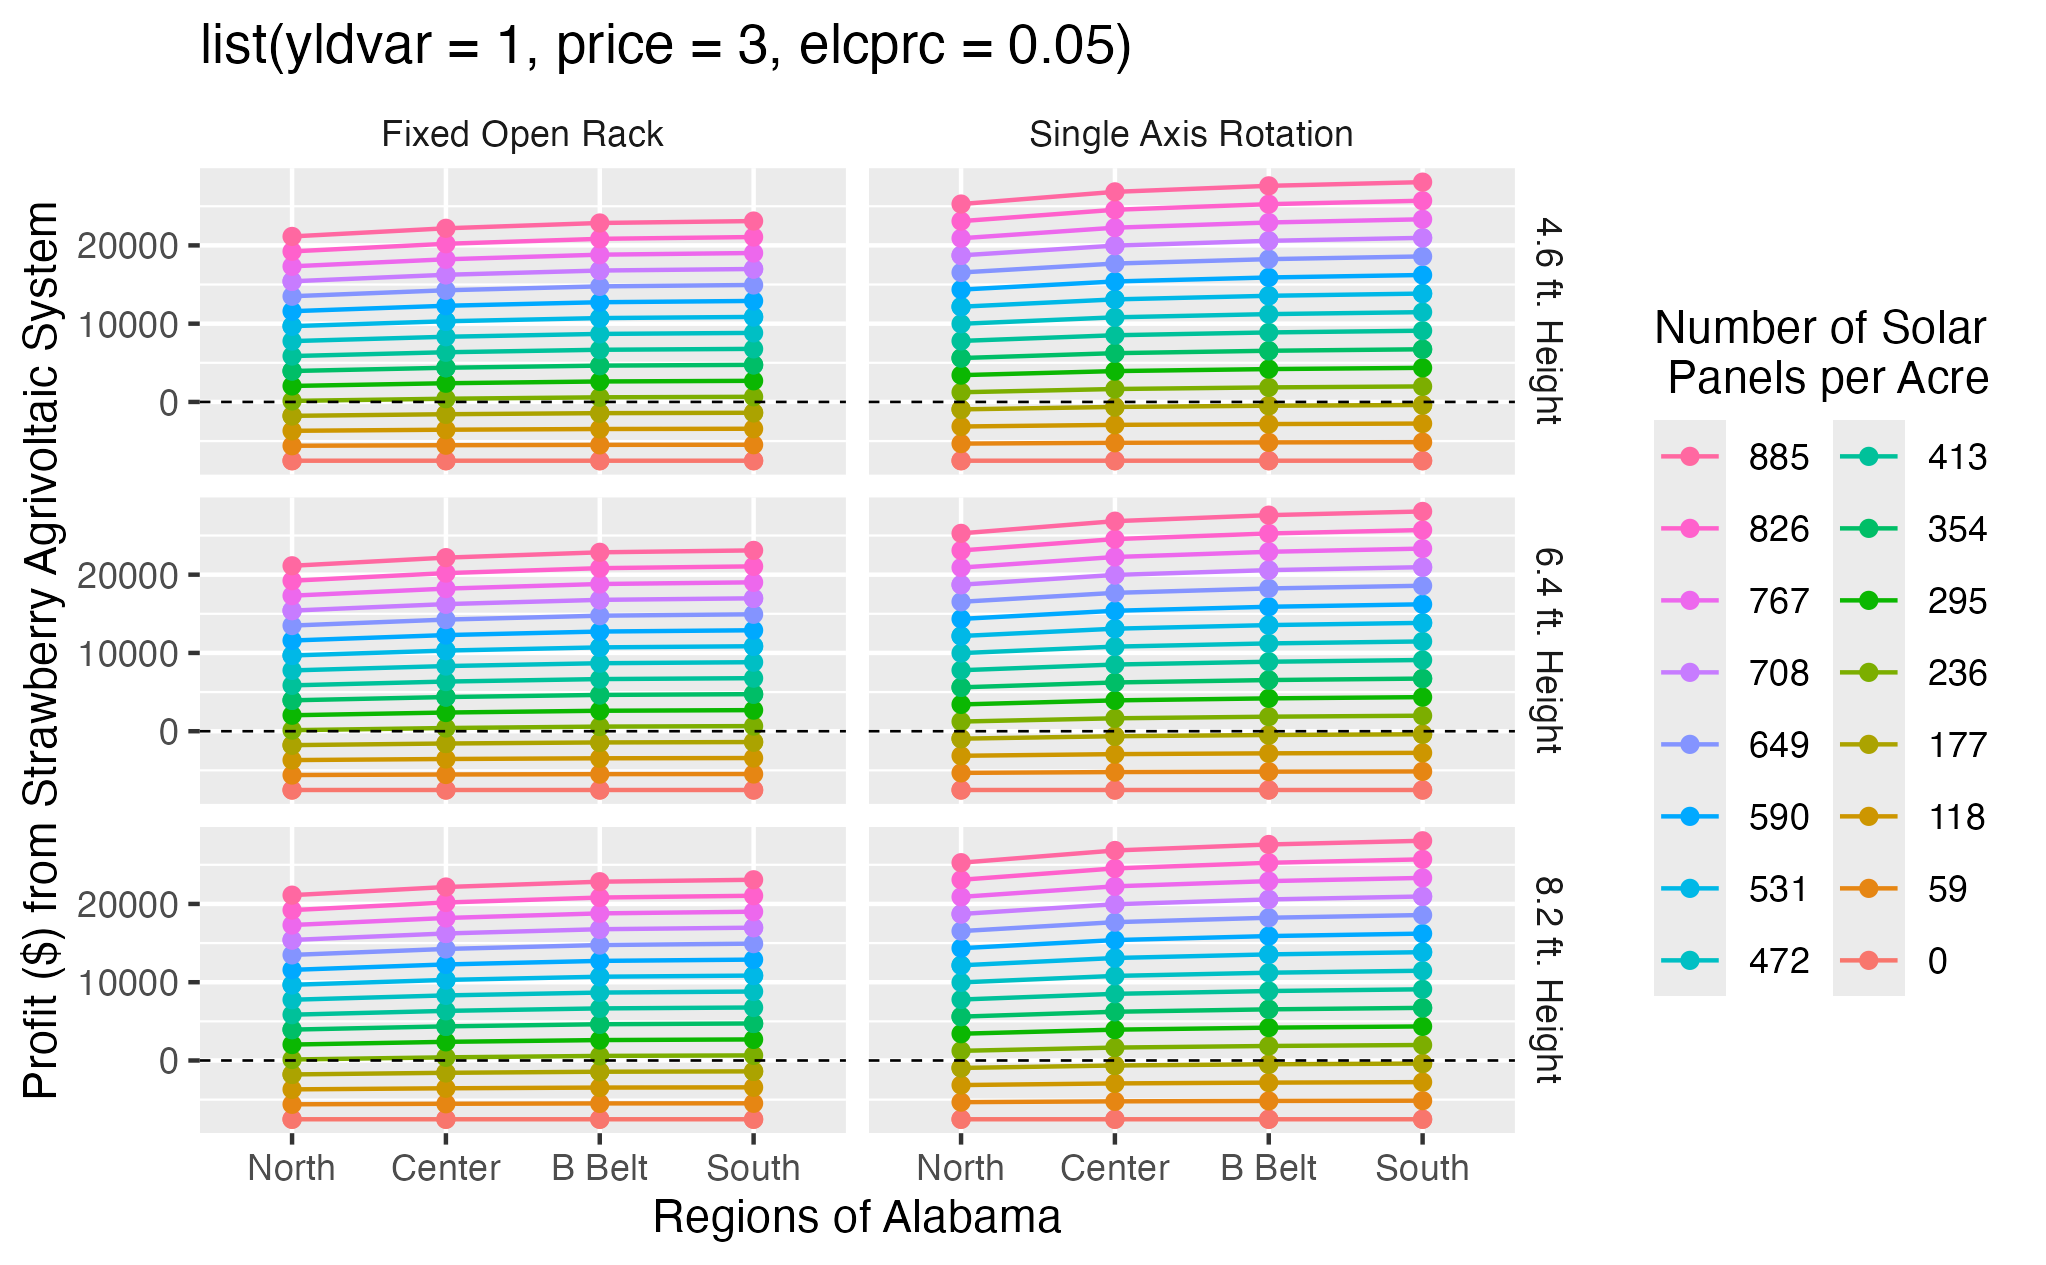 list(yldvar = 1, price = 3, elcprc = 0.05)
Fixed Open Rack
Single Axis Rotation
Profit ($) from Strawberry Agrivoltaic System
20000
10000
0
4.6 ft. Height
20000
10000
0
6.4 ft. Height
20000
10000
0
8.2 ft. Height
North Center B Belt South
North Center B Belt South
Regions of Alabama
Number of Solar
Panels per Acre
885 413
826 354
767 295
708 236
649 177
590 118
531 59
472 0